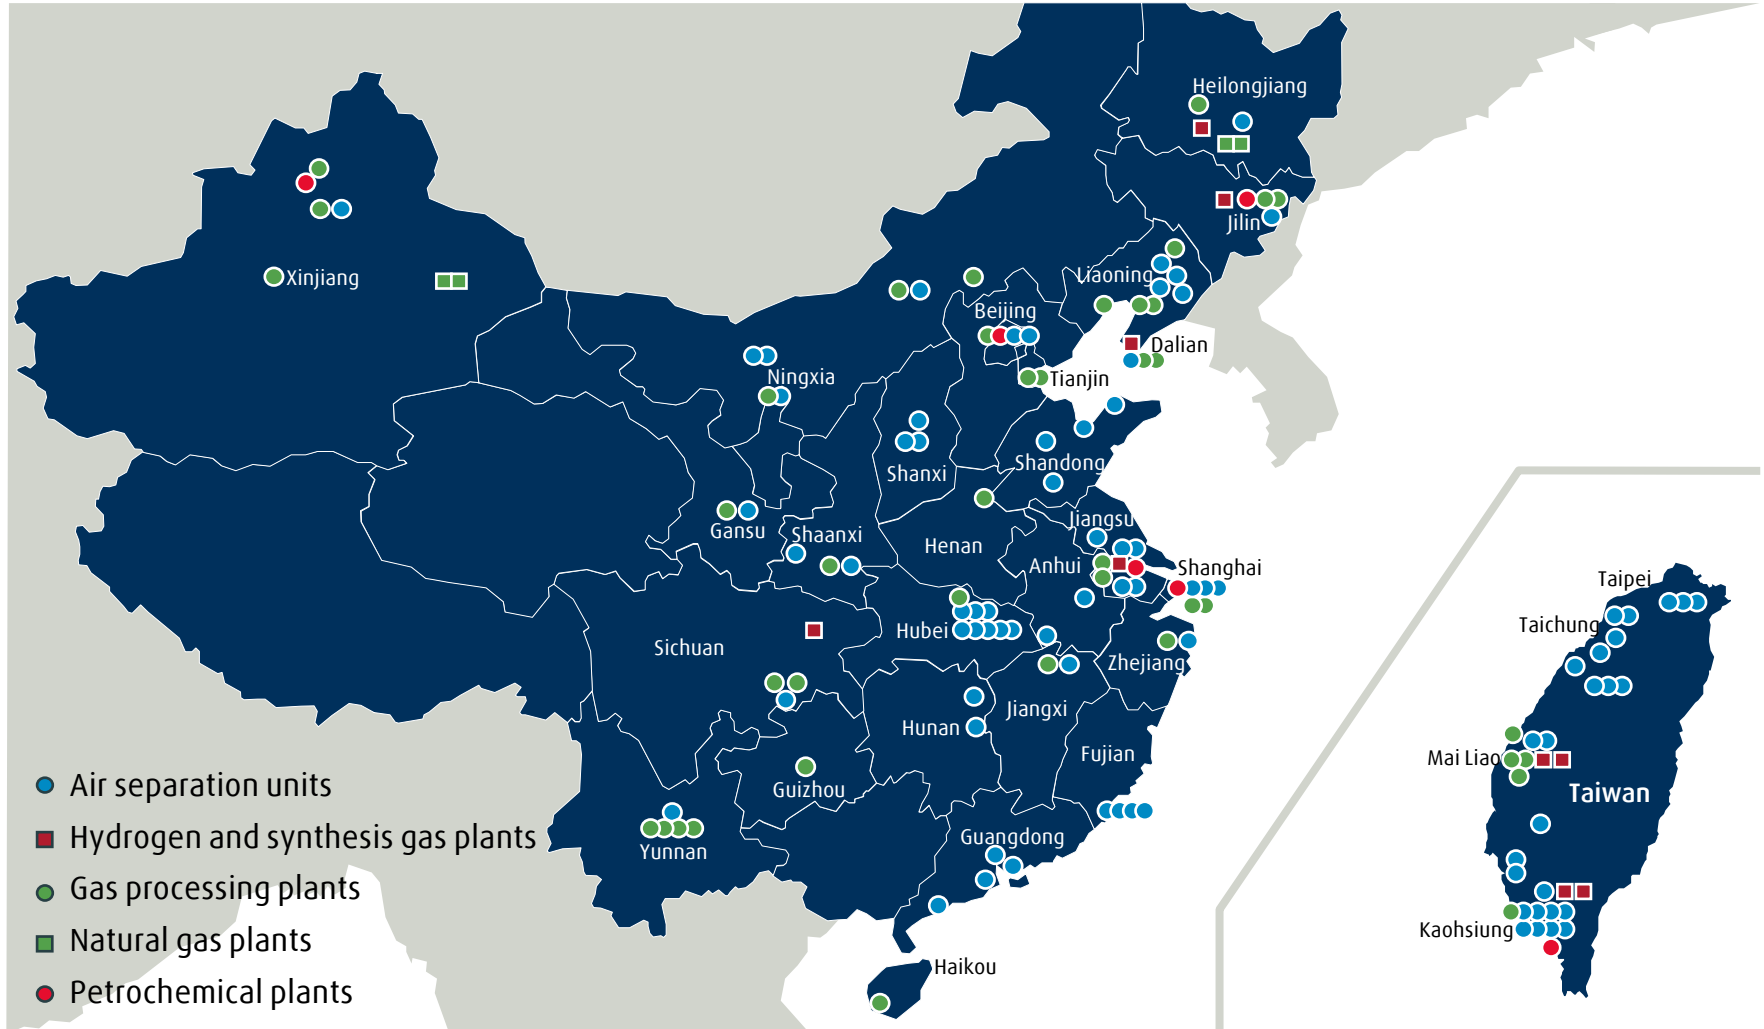 Heilongjiang
Jilin
Xinjiang
Liaoning
Beijing
Dalian
Ningxia
Tianjin
Shandong
Shanxi
Jiangsu
Gansu
Shaanxi
Henan
Anhui
Shanghai
Taipei
Taichung
Hubei
Sichuan
Zhejiang
Jiangxi
Hunan
Fujian
Mai Liao
Air separation units
Guizhou
Taiwan
Hydrogen and synthesis gas plants
Guangdong
Yunnan
Gas processing plants
Kaohsiung
Natural gas plants
Haikou
Petrochemical plants